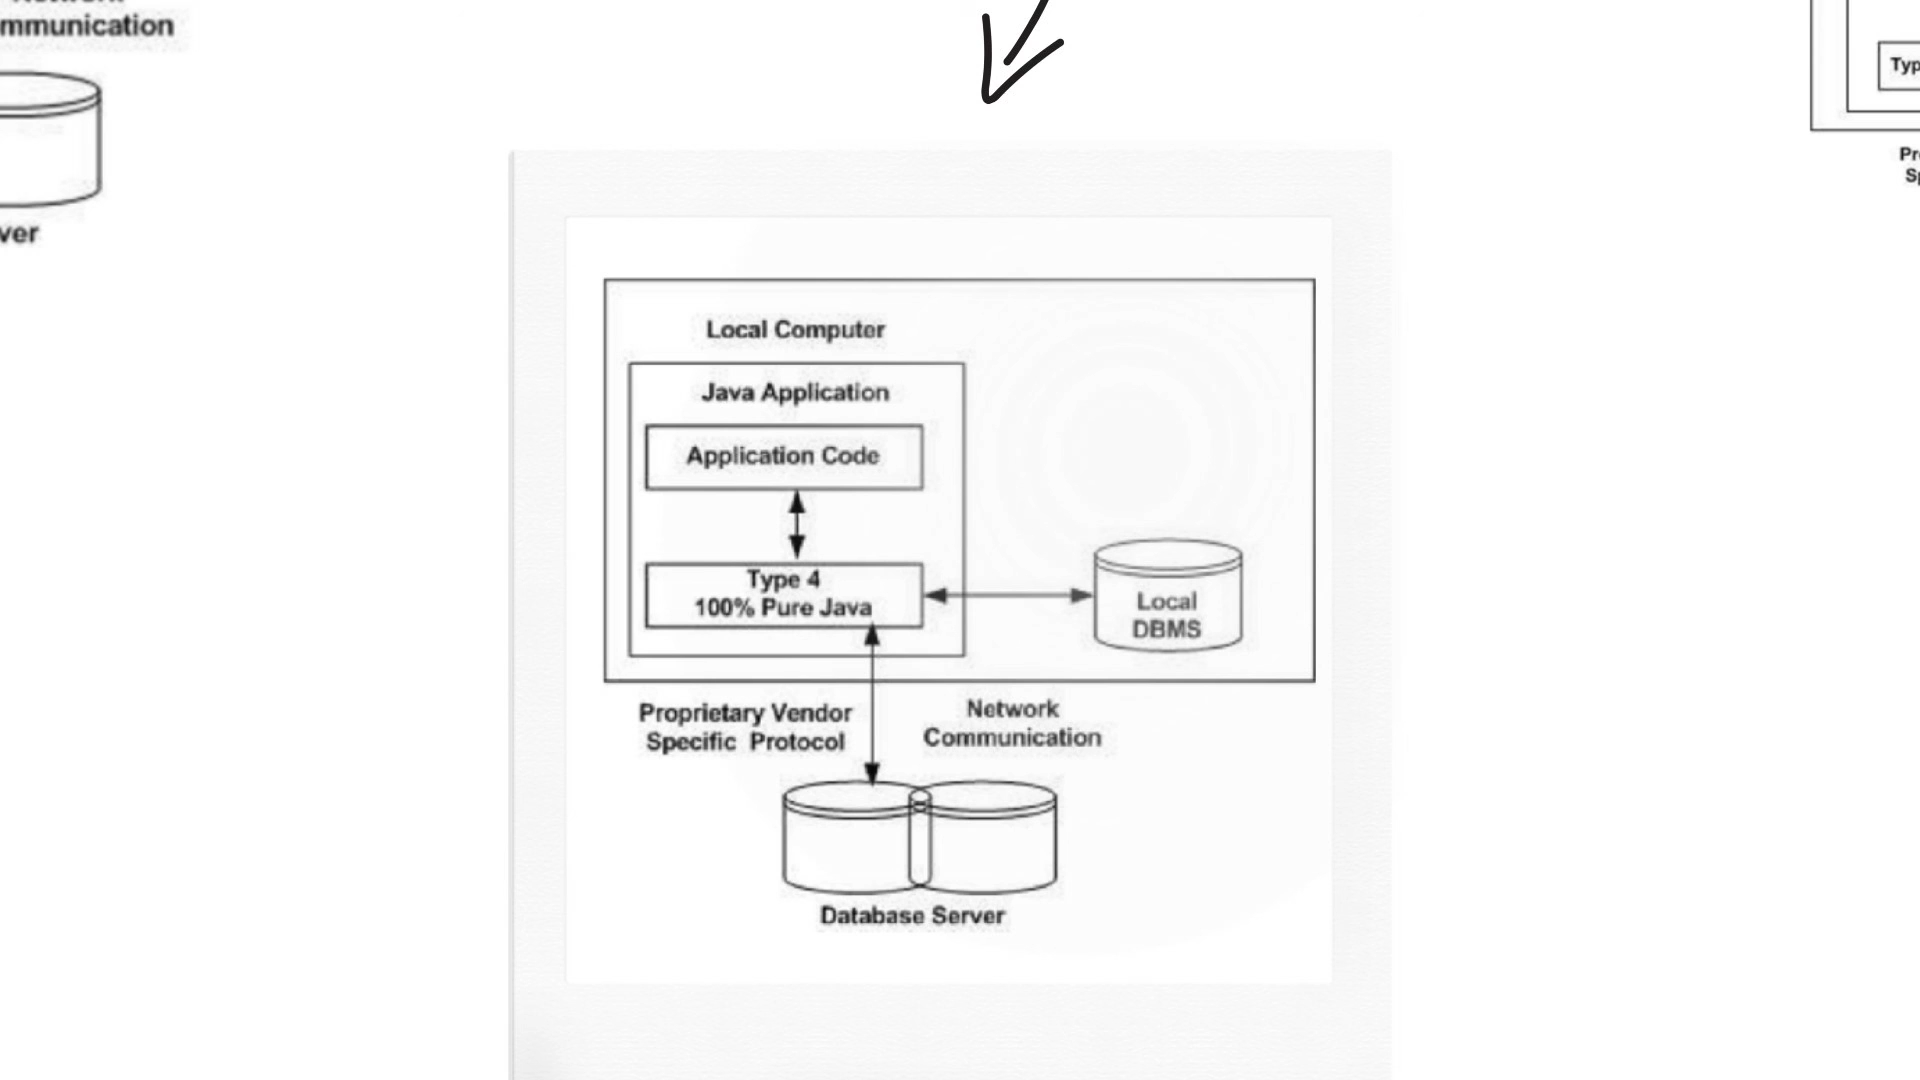 mmunication
ver
Local Computer
Java Application
Application Code
Type 4
100% Pure Java
Local
DBMS
Proprietary Vendor
Specific Protocol
Network
Communication
Database Server
Typ
Pr
Sp